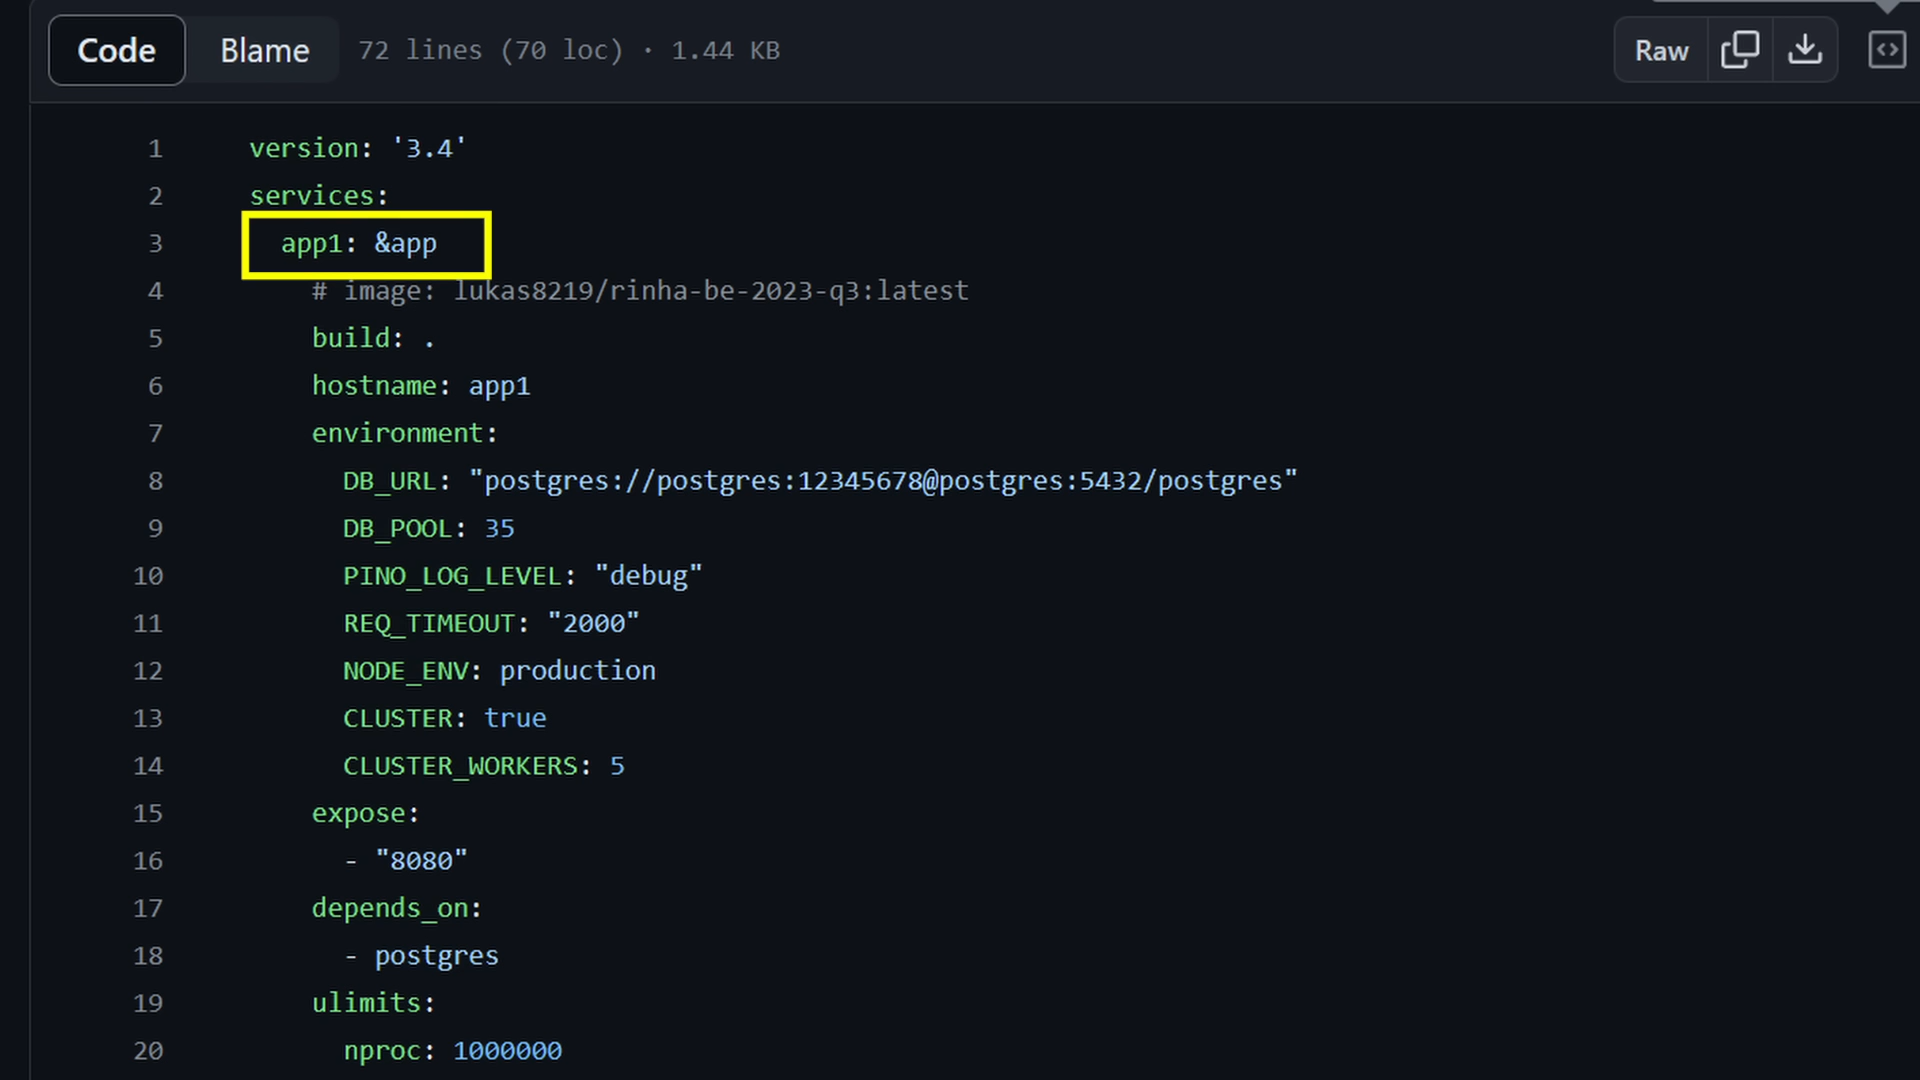 Code Blame 72 lines (70 loc) · 1.44 KB Raw
1 version: '3.4'
2 services:
3 app1: &app
4 # image: lukas8219/rinha-be-2023-q3:latest
5 build: .
6 hostname: app1
7 environment:
8 DB_URL: "postgres://postgres:12345678@postgres:5432/postgres"
9 DB_POOL: 35
10 PINO_LOG_LEVEL: "debug"
11 REQ_TIMEOUT: "2000"
12 NODE_ENV: production
13 CLUSTER: true
14 CLUSTER_WORKERS: 5
15 expose:
16 - "8080"
17 depends_on:
18 - postgres
19 ulimits:
20 nproc: 1000000